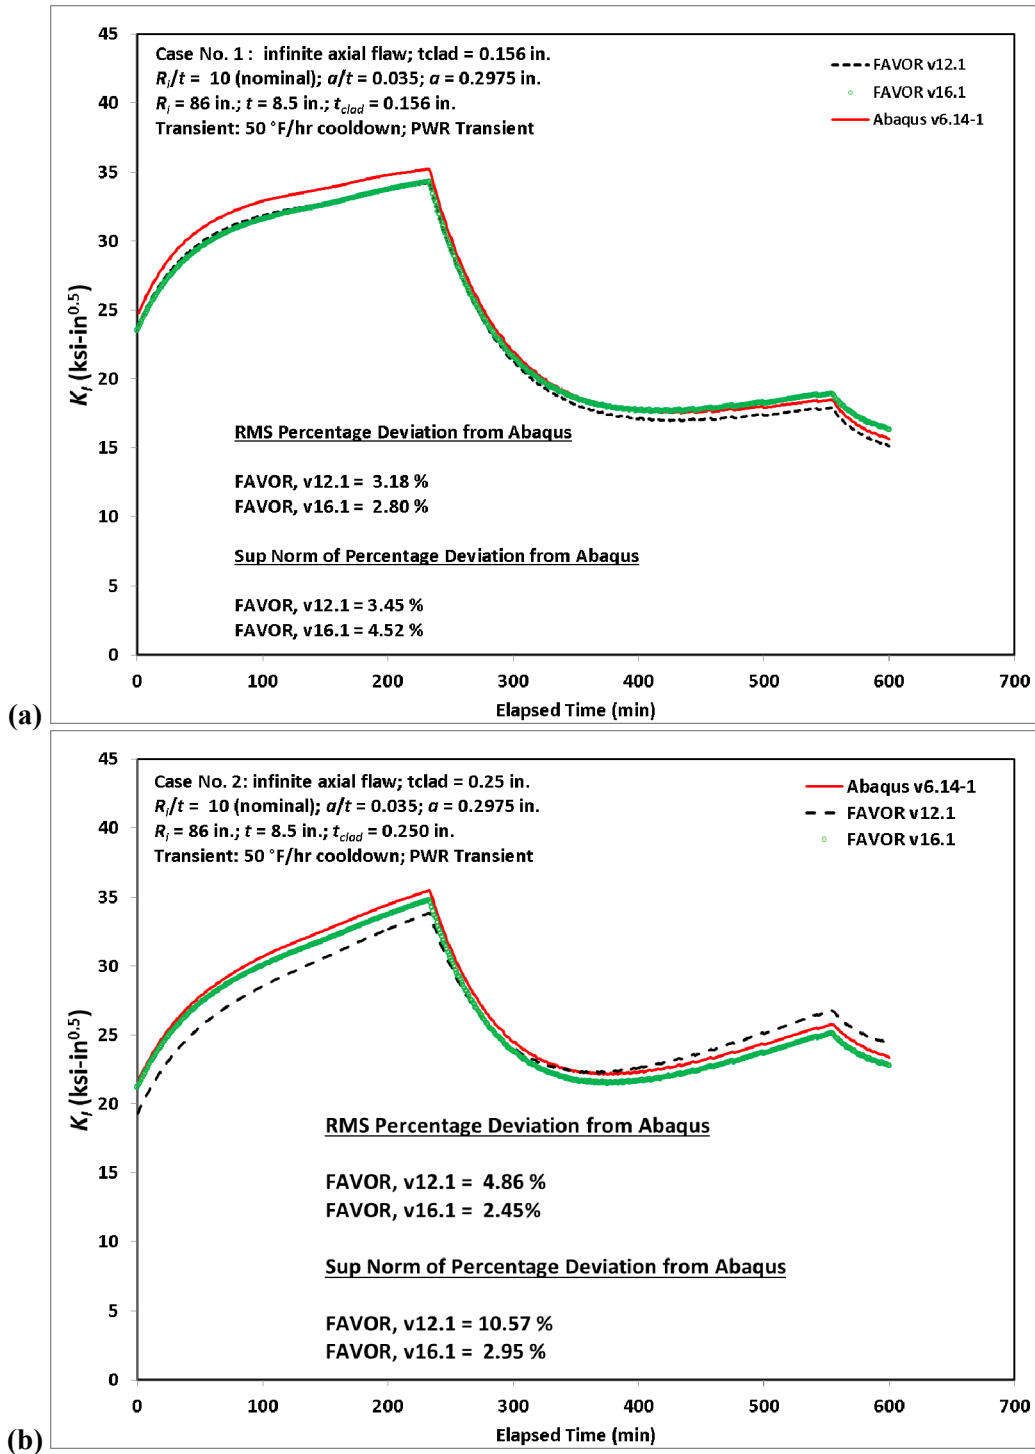 Case No. 1 : infinite axial flaw; tclad = 0.156 in.
Ri/t = 10 (nominal); a/t = 0.035; a = 0.2975 in.
Ri = 86 in.; t = 8.5 in.; tclad = 0.156 in.
Transient: 50 °F/hr cooldown; PWR Transient
FAVOR v12.1
FAVOR v16.1
Abaqus v6.14-1
45
40
35
30
25
20
15
10
5
0
KI (ksi-in0.5)
RMS Percentage Deviation from Abaqus
FAVOR, v12.1 = 3.18 %
FAVOR, v16.1 = 2.80 %
Sup Norm of Percentage Deviation from Abaqus
FAVOR, v12.1 = 3.45 %
FAVOR, v16.1 = 4.52 %
0 100 200 300 400 500 600 700
Elapsed Time (min)
(a)
Case No. 2: infinite axial flaw; tclad = 0.25 in.
Ri/t = 10 (nominal); a/t = 0.035; a = 0.2975 in.
Ri = 86 in.; t = 8.5 in.; tclad = 0.250 in.
Transient: 50 °F/hr cooldown; PWR Transient
Abaqus v6.14-1
FAVOR v12.1
FAVOR v16.1
45
40
35
30
25
20
15
10
5
0
KI (ksi-in0.5)
RMS Percentage Deviation from Abaqus
FAVOR, v12.1 = 4.86 %
FAVOR, v16.1 = 2.45%
Sup Norm of Percentage Deviation from Abaqus
FAVOR, v12.1 = 10.57 %
FAVOR, v16.1 = 2.95 %
0 100 200 300 400 500 600 700
Elapsed Time (min)
(b)